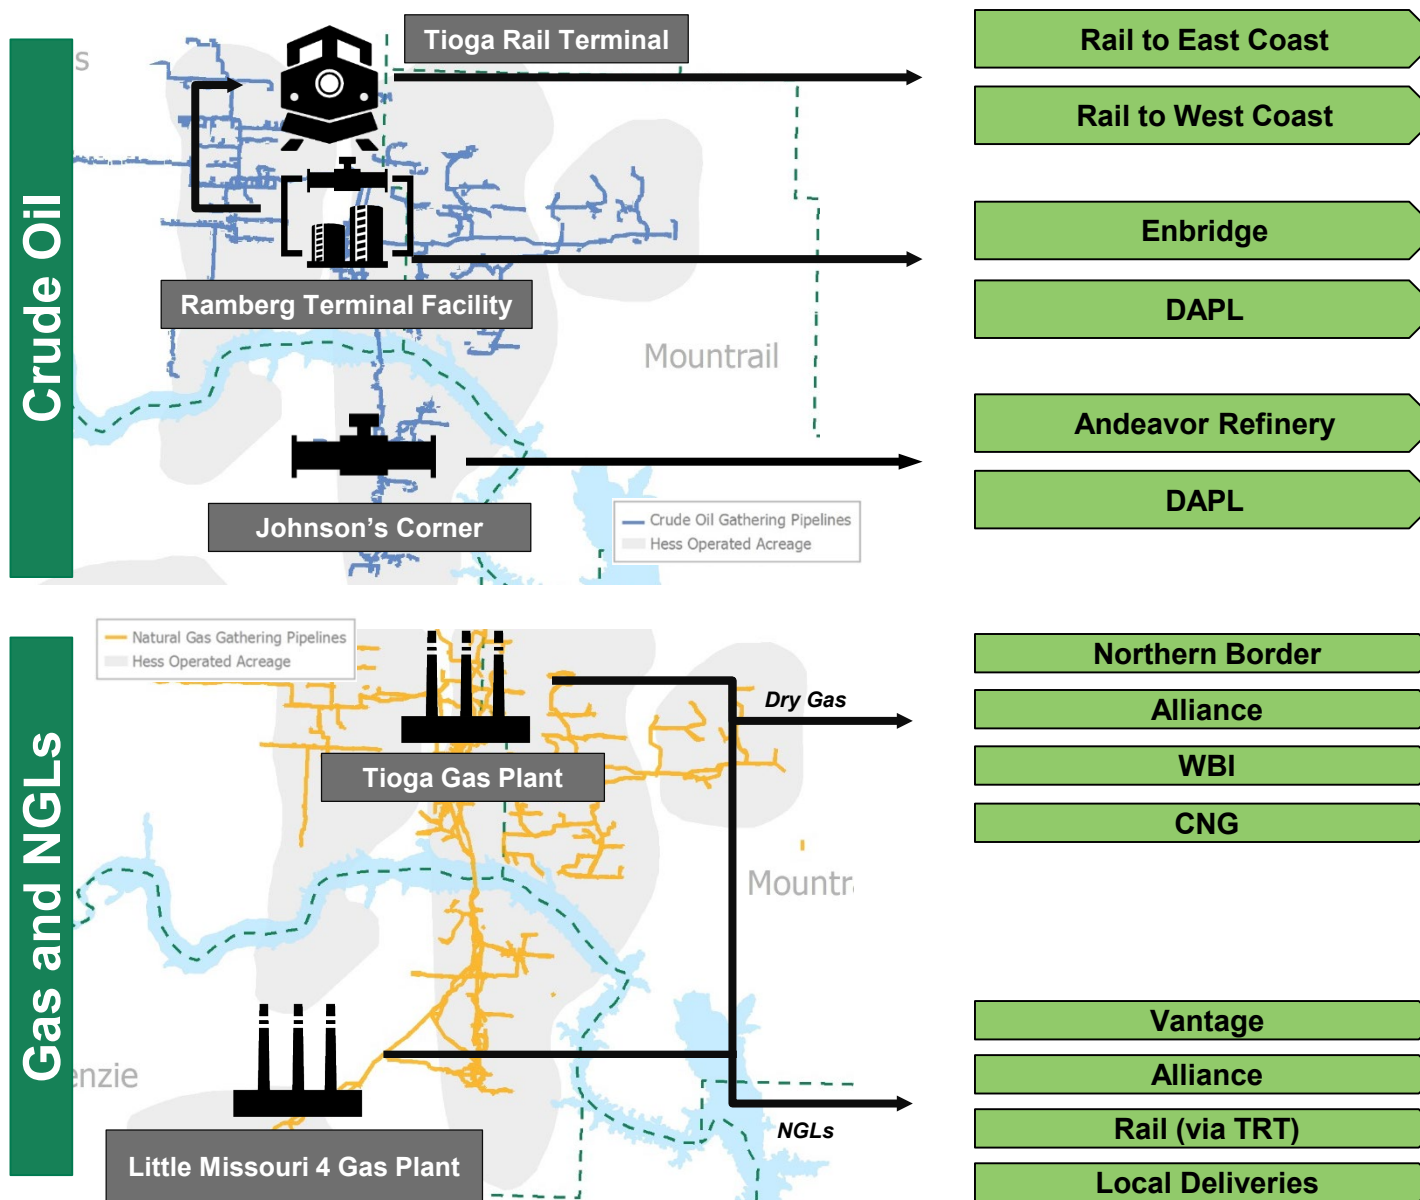 Crude Oil
s
Tioga Rail Terminal
Rail to East Coast
Rail to West Coast
Enbridge
Ramberg Terminal Facility
DAPL
Mountrail
Andeavor Refinery
Johnson's Corner
Crude Oil Gathering Pipelines
Hess Operated Acreage
DAPL
Gas and NGLs
Natural Gas Gathering Pipelines
Hess Operated Acreage
Northern Border
Dry Gas
Alliance
Tioga Gas Plant
WBI
CNG
Mountr
Vantage
enzie
Alliance
NGLs
Rail (via TRT)
Little Missouri 4 Gas Plant
Local Deliveries